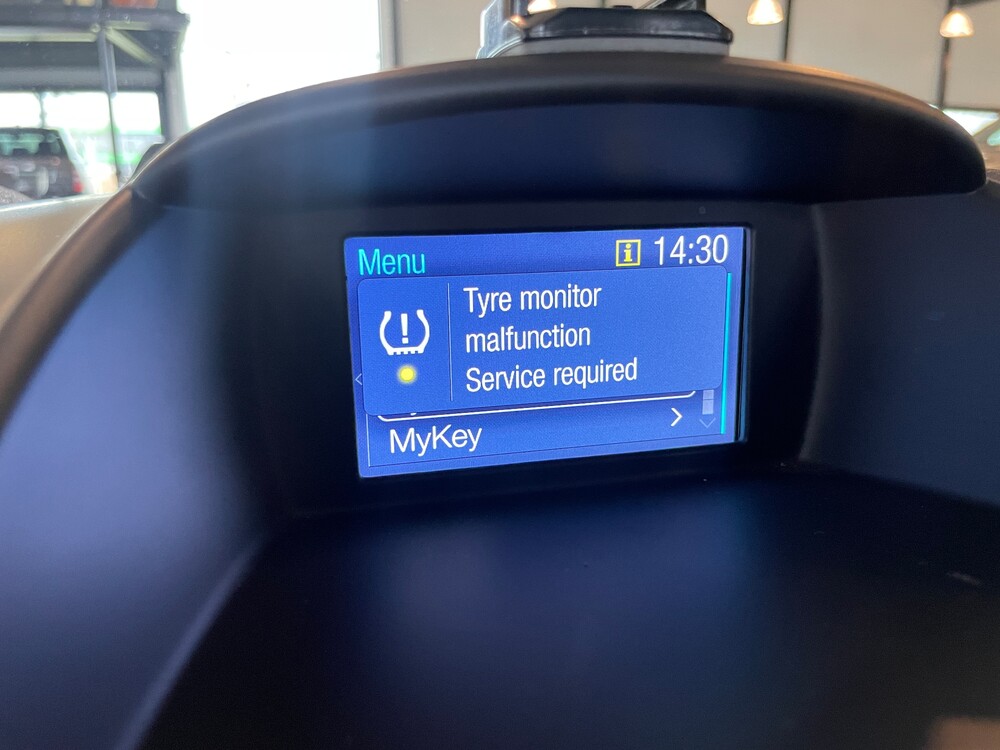 Menu
i 14:30
Tyre monitor
malfunction
Service required
MyKey